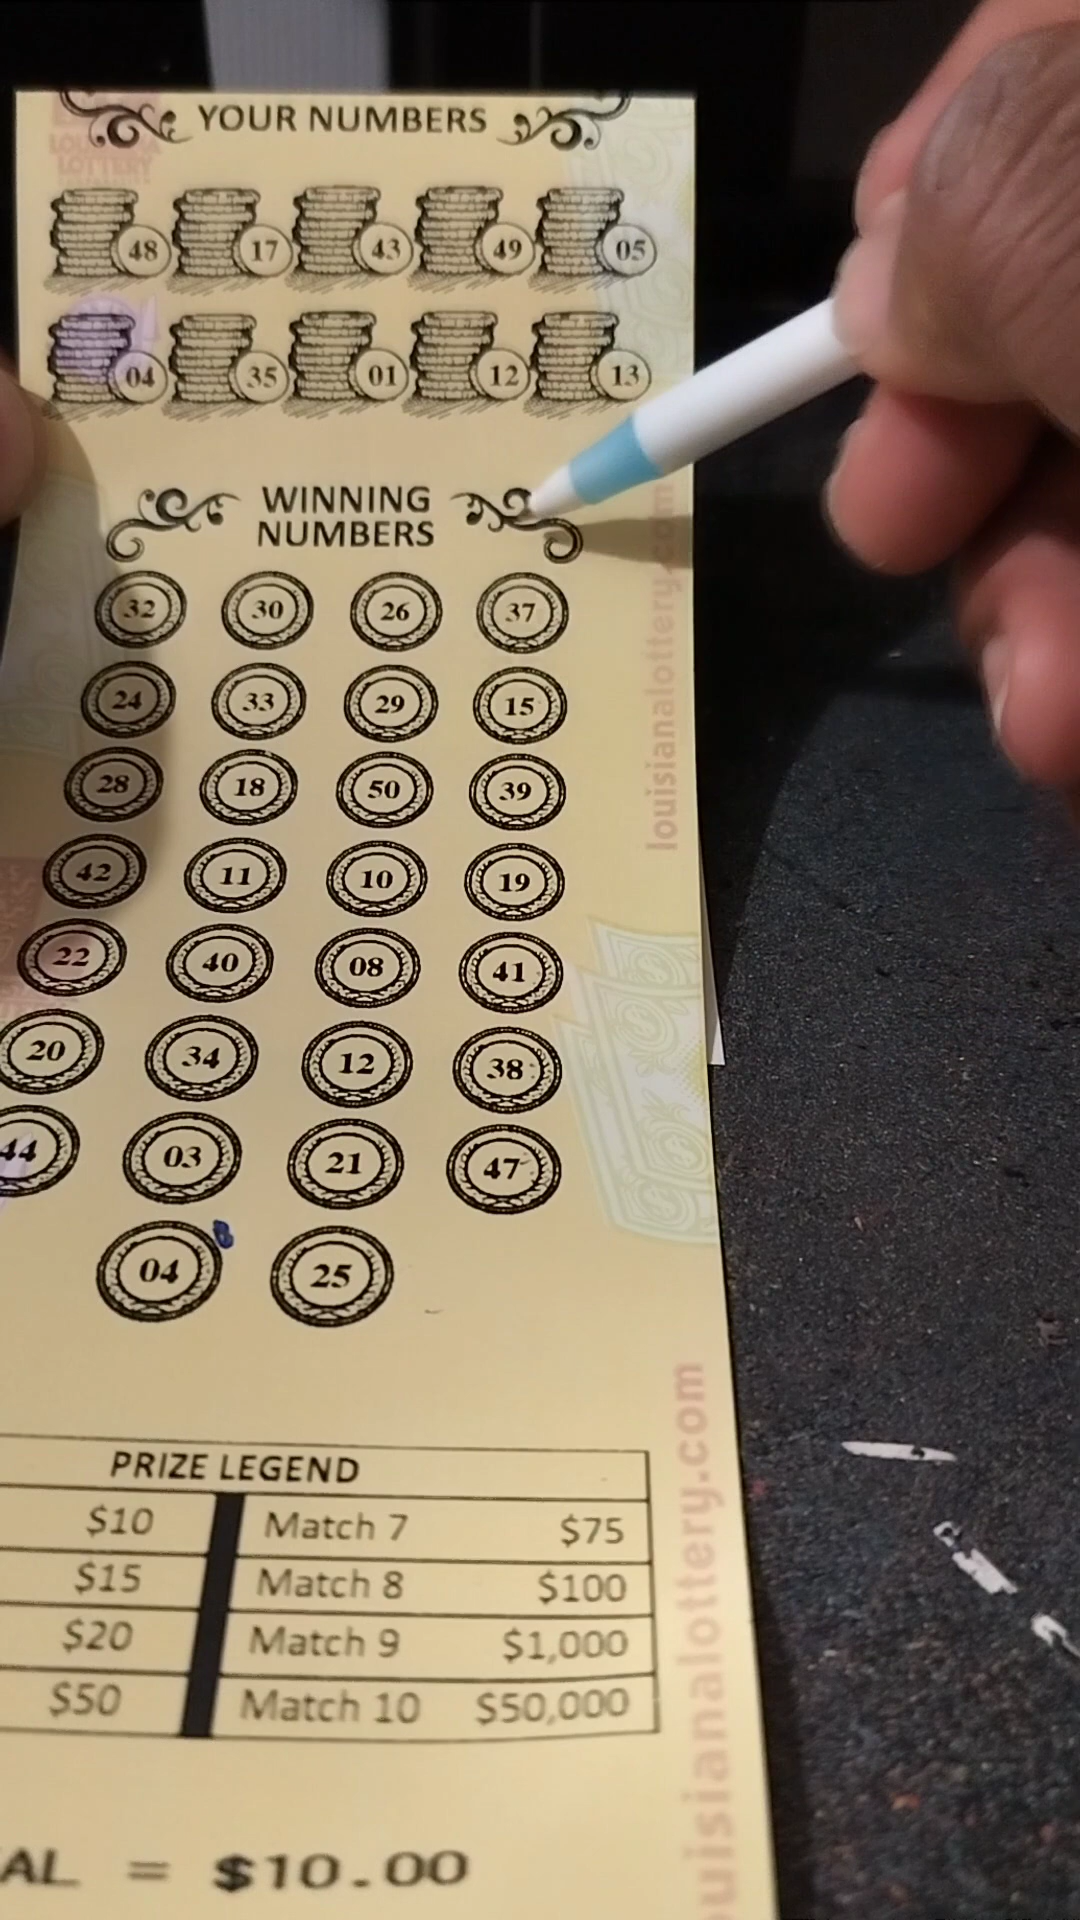 YOUR NUMBERS
LOUISIANA
LOTTERY
48 17 43 49 05
04 35 01 12 13
WINNING
NUMBERS
32 30 26 37
24 33 29 15
28 18 50 39
42 11 10 19
22 40 08 41
20 34 12 38
44 03 21 47
04 25
louisianalottery.com
PRIZE LEGEND
$10 Match 7 $75
$15 Match 8 $100
$20 Match 9 $1,000
$50 Match 10 $50,000
louisianalottery.com
AL = $10.00